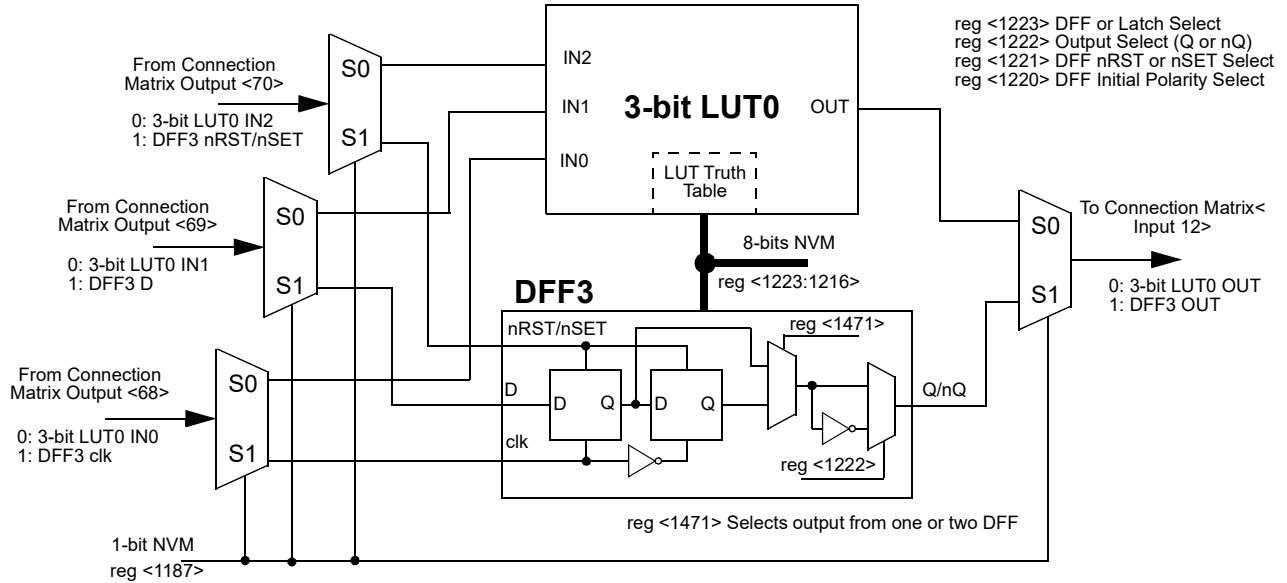 reg <1223> DFF or Latch Select
reg <1222> Output Select (Q or nQ)
reg <1221> DFF nRST or nSET Select
reg <1220> DFF Initial Polarity Select
From Connection
Matrix Output <70>
0: 3-bit LUT0 IN2
1: DFF3 nRST/nSET
S0
S1
From Connection
Matrix Output <69>
0: 3-bit LUT0 IN1
1: DFF3 D
S0
S1
From Connection
Matrix Output <68>
0: 3-bit LUT0 IN0
1: DFF3 clk
S0
S1
IN2
IN1
IN0
3-bit LUT0
OUT
LUT Truth
Table
8-bits NVM
reg <1223:1216>
DFF3
nRST/nSET
D
clk
D
Q
D
Q
reg <1471>
reg <1222>
Q/nQ
S0
S1
To Connection Matrix<
Input 12>
0: 3-bit LUT0 OUT
1: DFF3 OUT
reg <1471> Selects output from one or two DFF
1-bit NVM
reg <1187>